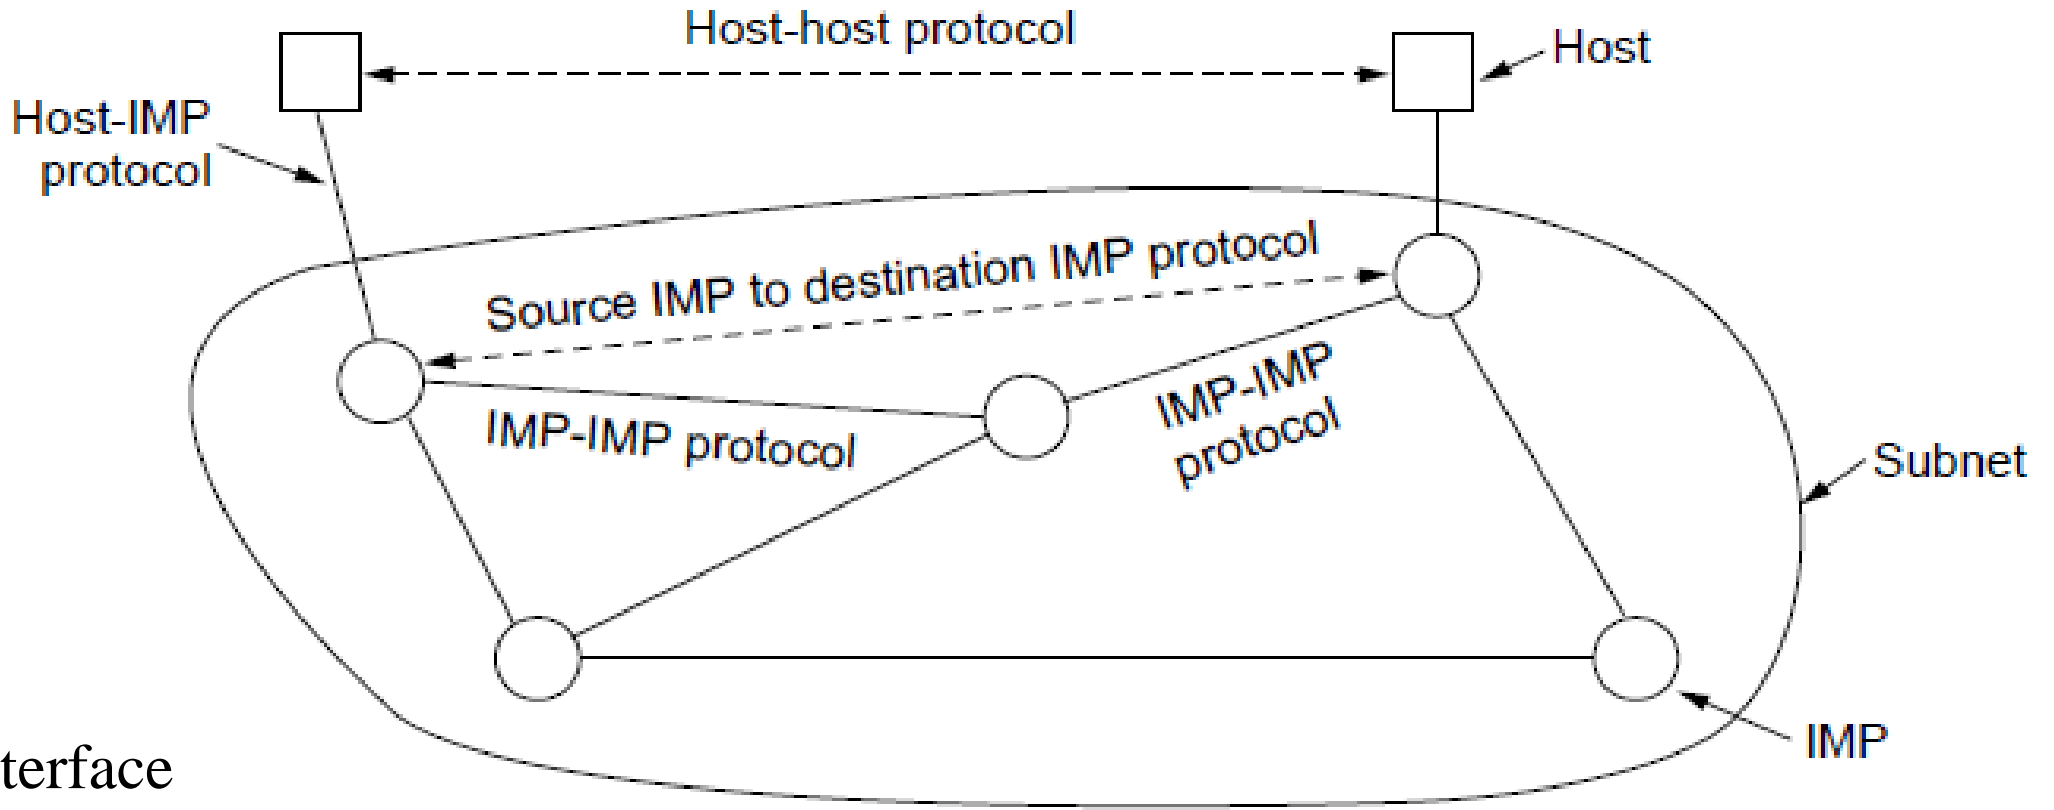 Host-host protocol
Host
Host-IMP
protocol
Source IMP to destination IMP protocol
IMP-IMP protocol
IMP-IMP
protocol
Subnet
IMP
terface